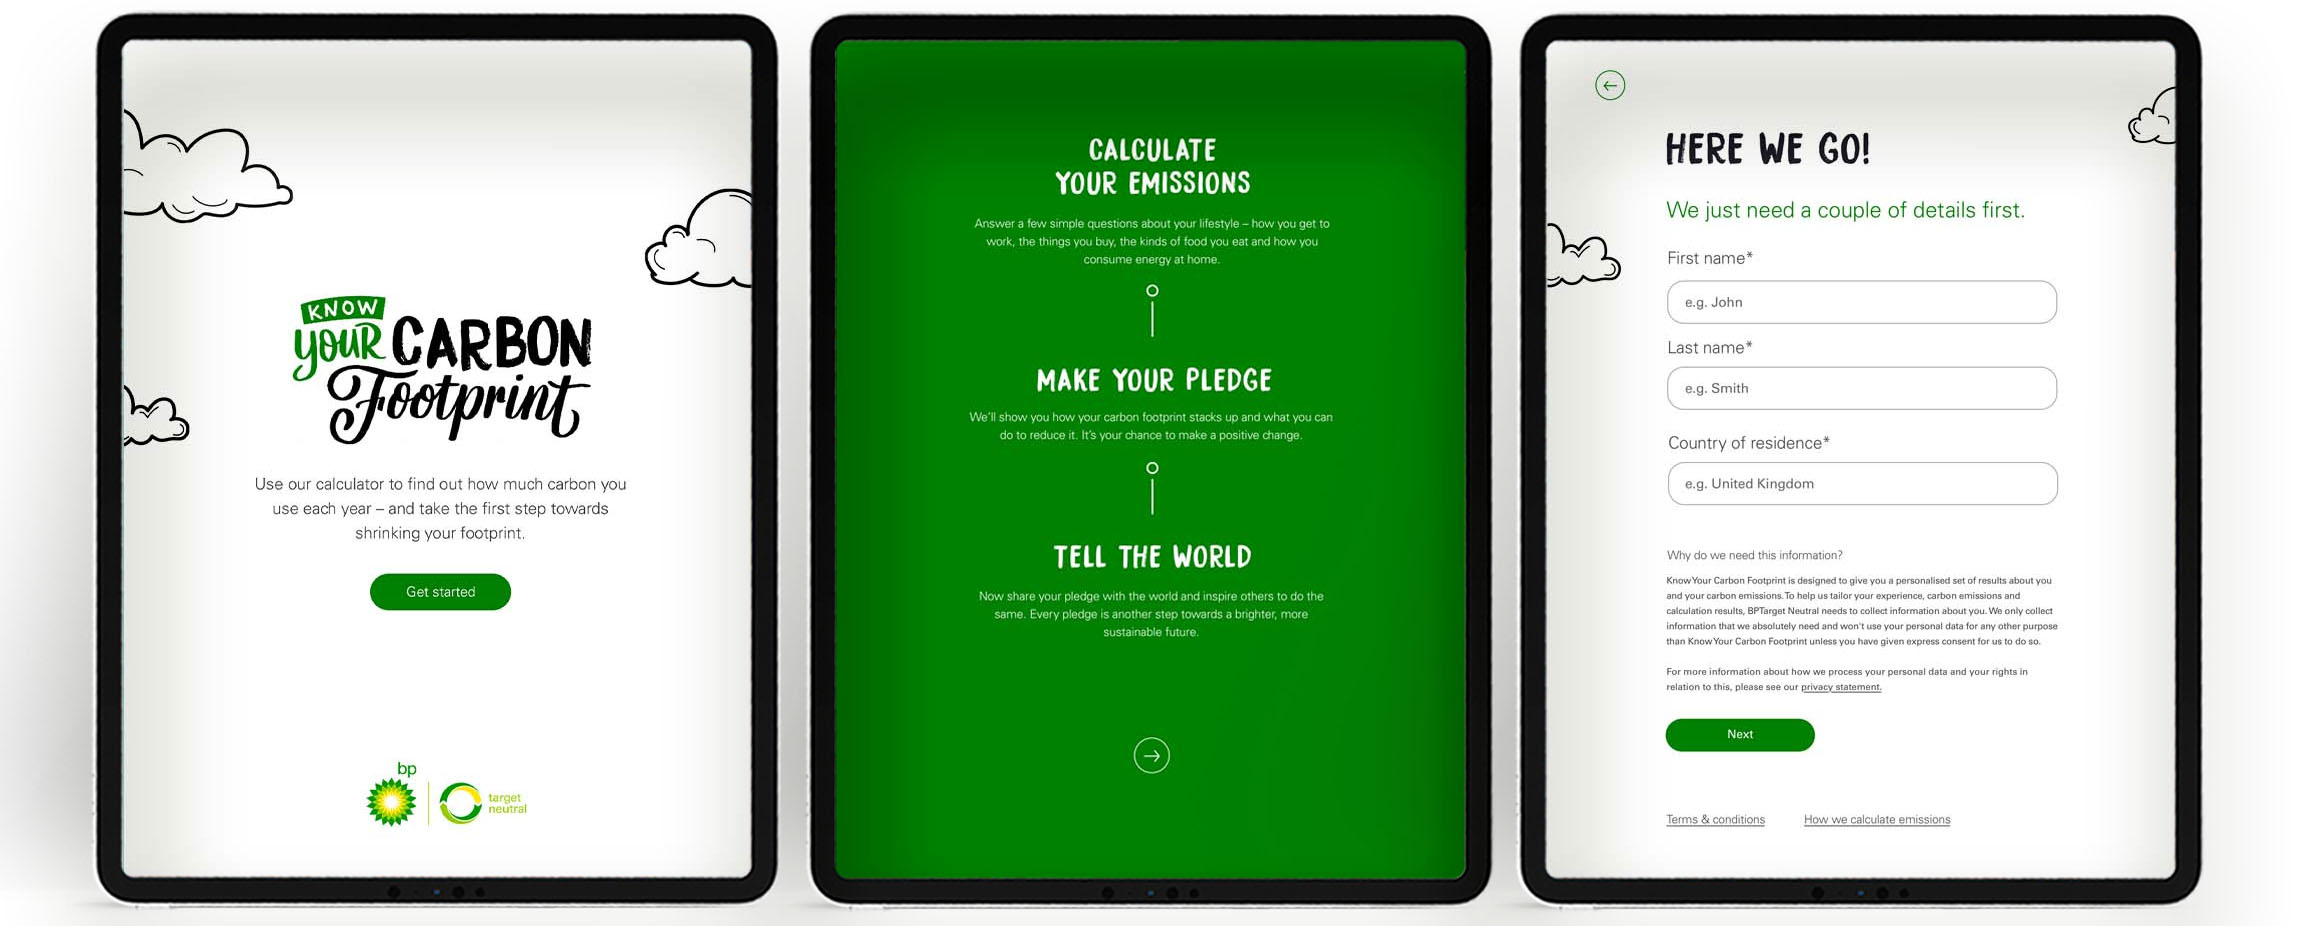 KNOW
YOUR CARBON
Footprint
Use our calculator to find out how much carbon you
use each year – and take the first step towards
shrinking your footprint.
Get started
bp
target
neutral
CALCULATE
YOUR EMISSIONS
Answer a few simple questions about your lifestyle – how you get to
work, the things you buy, the kinds of food you eat and how you
consume energy at home.
MAKE YOUR PLEDGE
We'll show you how your carbon footprint stacks up and what you can
do to reduce it. It's your chance to make a positive change.
TELL THE WORLD
Now share your pledge with the world and inspire others to do the
same. Every pledge is another step towards a brighter, more
sustainable future.
HERE WE GO!
We just need a couple of details first.
First name*
e.g. John
Last name*
e.g. Smith
Country of residence*
e.g. United Kingdom
Why do we need this information?
Know Your Carbon Footprint is designed to give you a personalised set of results about you
and your carbon emissions. To help us tailor your experience, carbon emissions and
calculation results, BP Target Neutral needs to collect information about you. We only collect
information that we absolutely need and won't use your personal data for any other purpose
than Know Your Carbon Footprint unless you have given express consent for us to do so.
For more information about how we process your personal data and your rights in
relation to this, please see our privacy statement.
Next
Terms & conditions How we calculate emissions